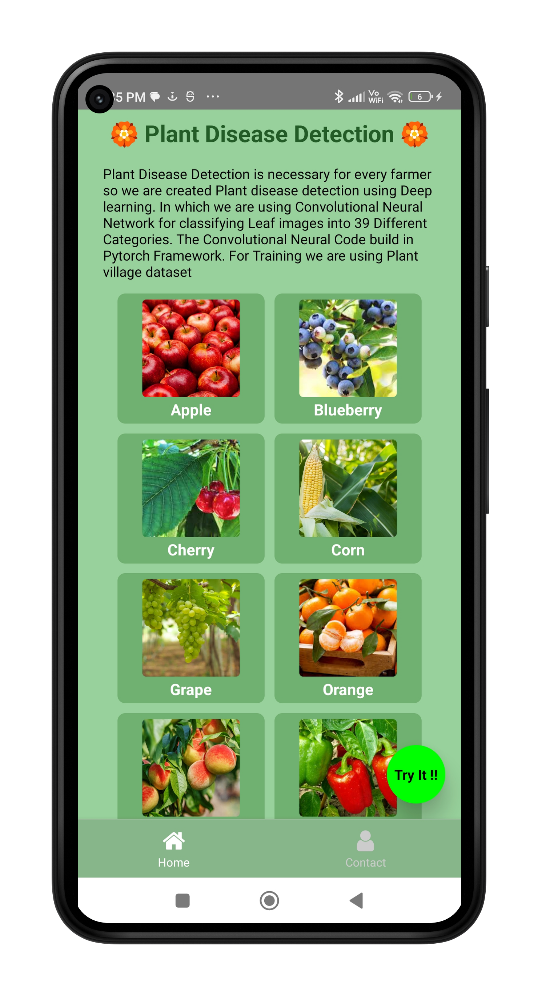 5 PM
Vo
WiFi
6
Plant Disease Detection
Plant Disease Detection is necessary for every farmer
so we are created Plant disease detection using Deep
learning. In which we are using Convolutional Neural
Network for classifying Leaf images into 39 Different
Categories. The Convolutional Neural Code build in
Pytorch Framework. For Training we are using Plant
village dataset
Apple
Blueberry
Cherry
Corn
Grape
Orange
Try It !!
Home
Contact